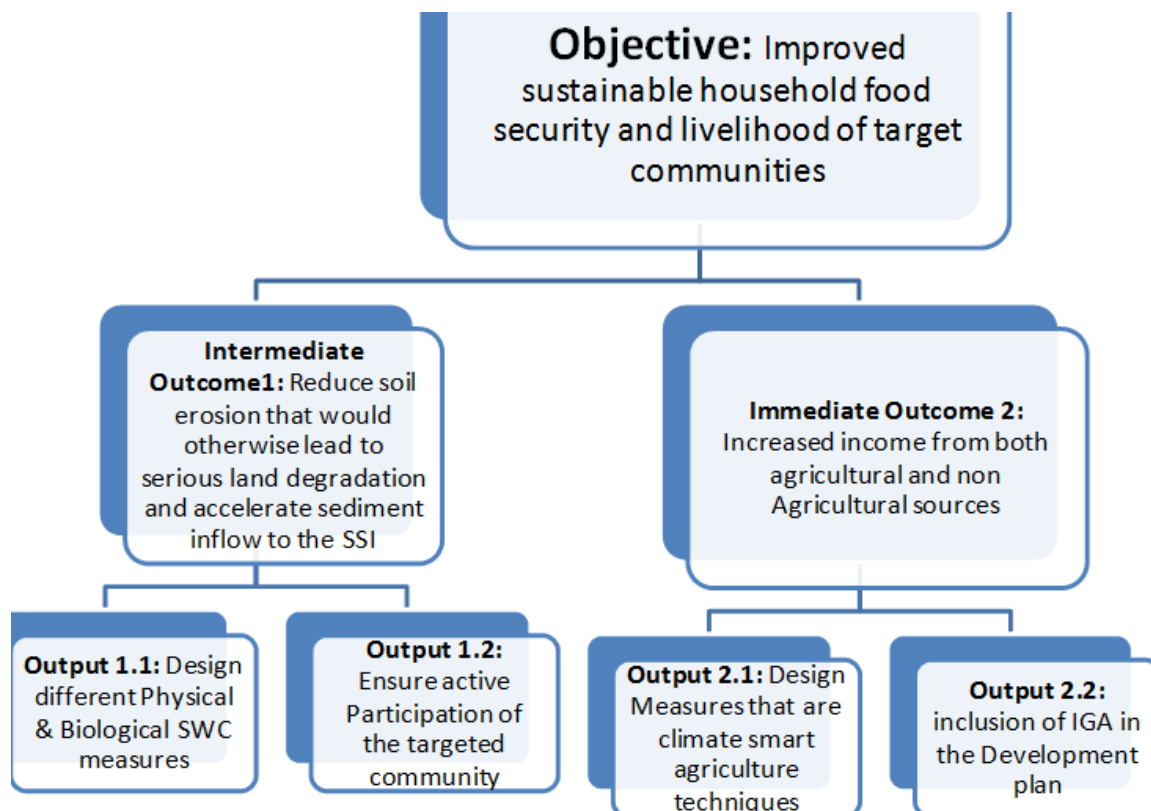 Objective: Improved
sustainable household food
security and livelihood of target
communities
Intermediate
Outcome1: Reduce soil
erosion that would
otherwise lead to
serious land degradation
and accelerate sediment
inflow to the SSI
Immediate Outcome 2:
Increased income from both
agricultural and non
Agricultural sources
Output 1.1: Design
different Physical
& Biological SWC
measures
Output 1.2:
Ensure active
Participation of
the targeted
community
Output 2.1: Design
Measures that are
climate smart
agriculture
techniques
Output 2.2:
inclusion of IGA in
the Development
plan